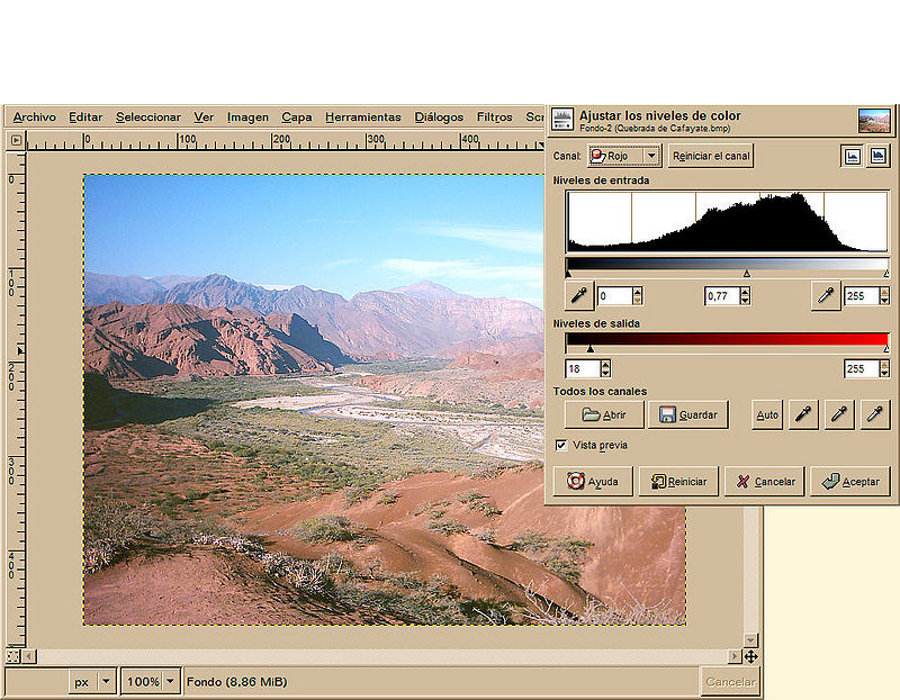 Archivo Editar Seleccionar Ver Imagen Capa Herramientas Diálogos Filtros
0 100 200 300 400
0
100
200
300
400
px 100% Fondo (8,86 MiB) Cancelar
Ajustar los niveles de color
Fondo-2 (Quebrada de Cafayate.bmp)
Canal: Rojo Reiniciar el canal
Niveles de entrada
0 0,77 255
Niveles de salida
18 255
Todos los canales
Abrir Guardar Auto
Vista previa
Ayuda Reiniciar Cancelar Aceptar